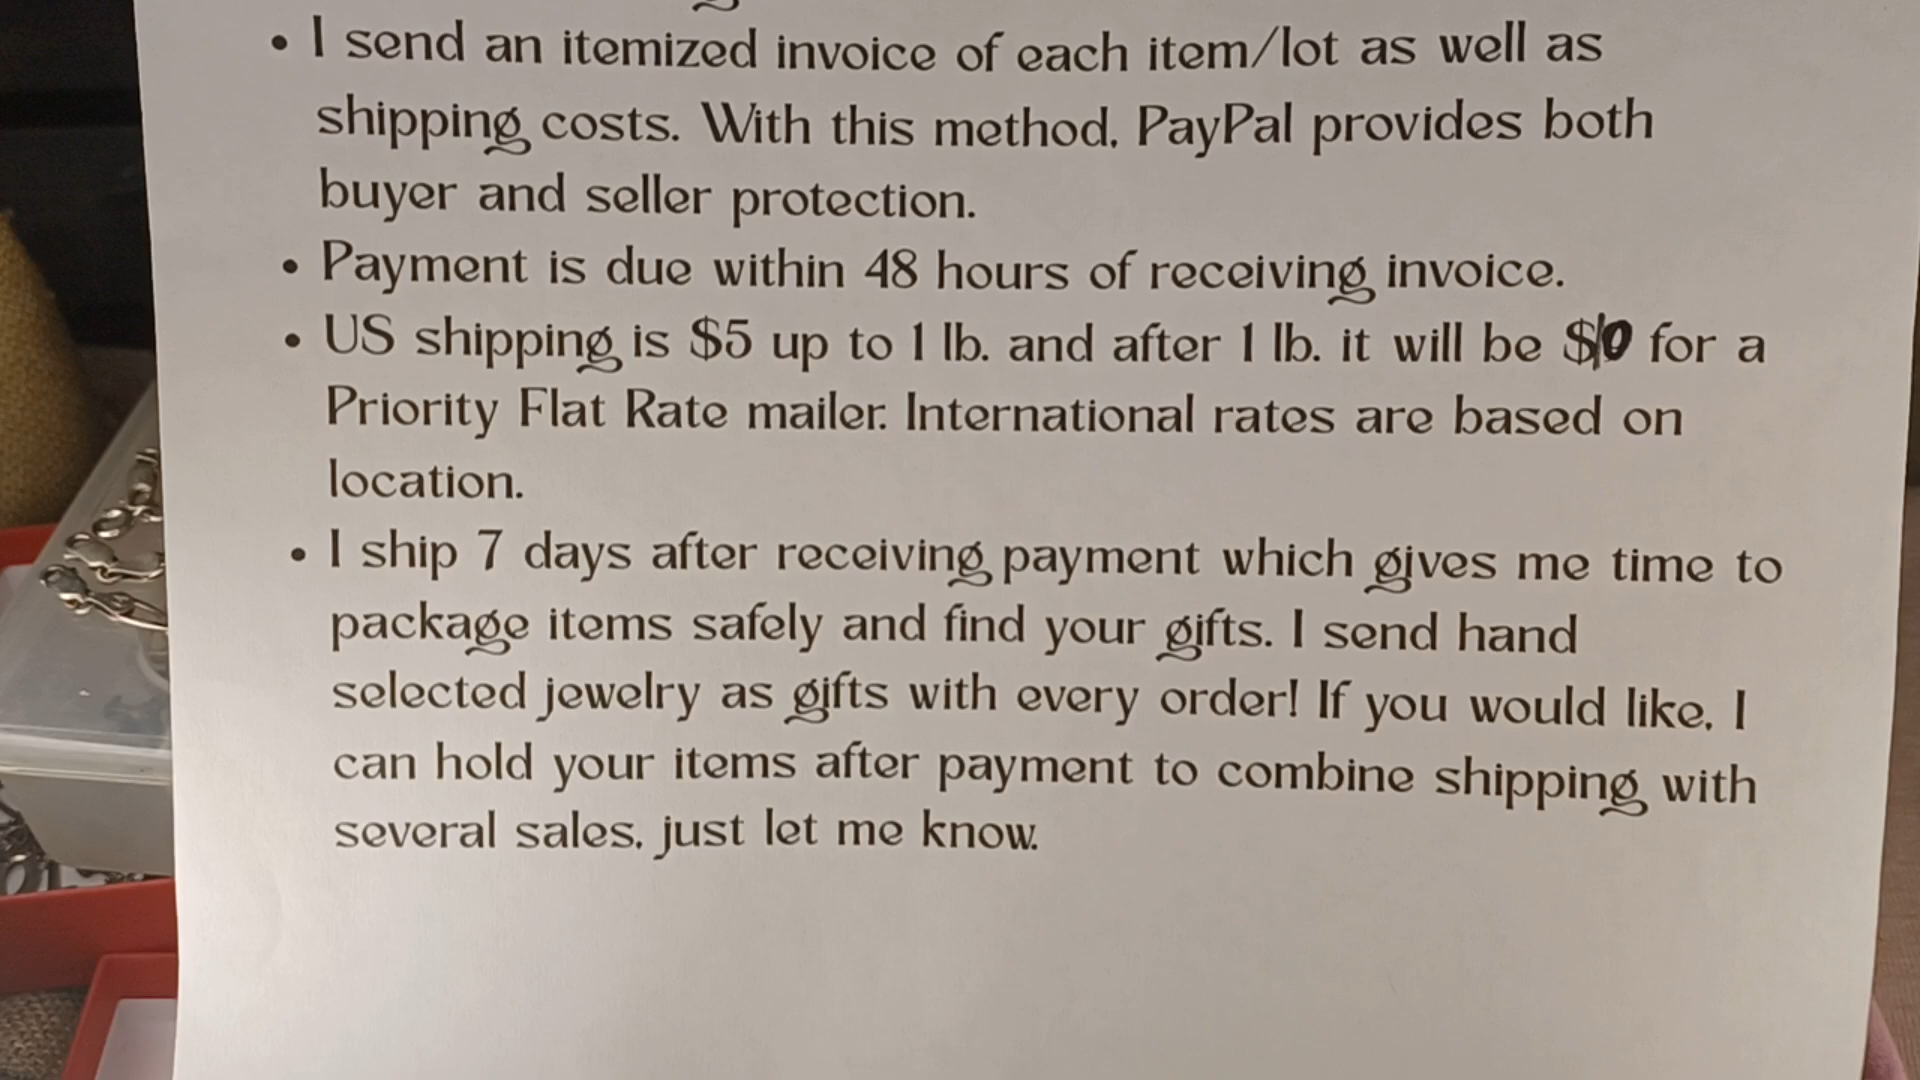 • I send an itemized invoice of each item/lot as well as
shipping costs. With this method, PayPal provides both
buyer and seller protection.
• Payment is due within 48 hours of receiving invoice.
• US shipping is $5 up to 1 lb. and after 1 lb. it will be $10 for a
Priority Flat Rate mailer. International rates are based on
location.
• I ship 7 days after receiving payment which gives me time to
package items safely and find your gifts. I send hand
selected jewelry as gifts with every order! If you would like, I
can hold your items after payment to combine shipping with
several sales, just let me know.